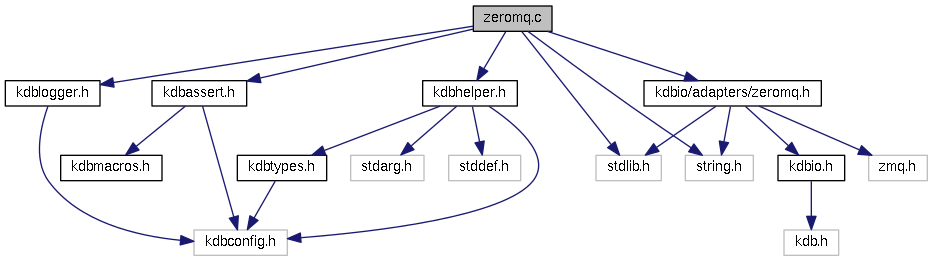 zeromq.c
kdblogger.h
kdbassert.h
kdbhelper.h
kdbio/adapters/zeromq.h
kdbmacros.h
kdbtypes.h
stdarg.h
stddef.h
stdlib.h
string.h
kdbio.h
zmq.h
kdbconfig.h
kdb.h